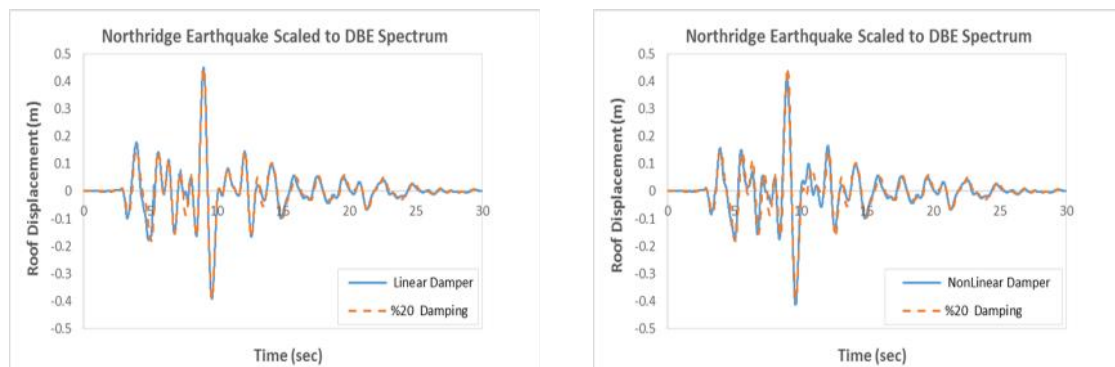 Northridge Earthquake Scaled to DBE Spectrum
Roof Displacement (m)
0.5
0.4
0.3
0.2
0.1
0
-0.1
-0.2
-0.3
-0.4
-0.5
0 5 10 15 20 25 30
Linear Damper
%20 Damping
Time (sec)
Northridge Earthquake Scaled to DBE Spectrum
Roof Displacement (m)
0.5
0.4
0.3
0.2
0.1
0
-0.1
-0.2
-0.3
-0.4
-0.5
0 5 10 15 20 25 30
NonLinear Damper
%20 Damping
Time (sec)